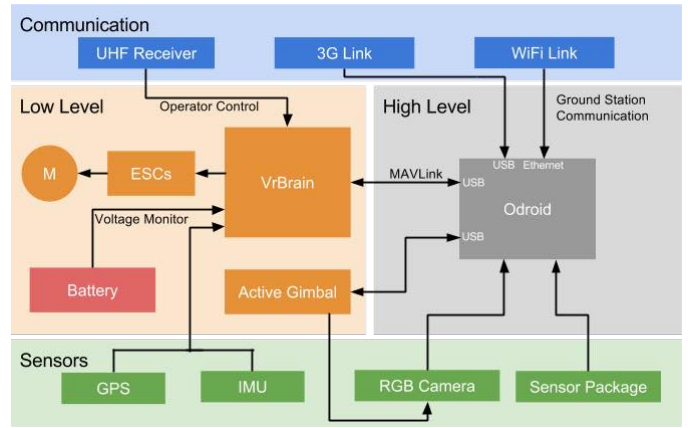 Communication
UHF Receiver
3G Link
WiFi Link
Operator Control
Ground Station
Communication
Low Level
High Level
M
ESCs
VrBrain
MAVLink
USB
Ethernet
USB
Odroid
USB
Voltage Monitor
Battery
Active Gimbal
Sensors
GPS
IMU
RGB Camera
Sensor Package